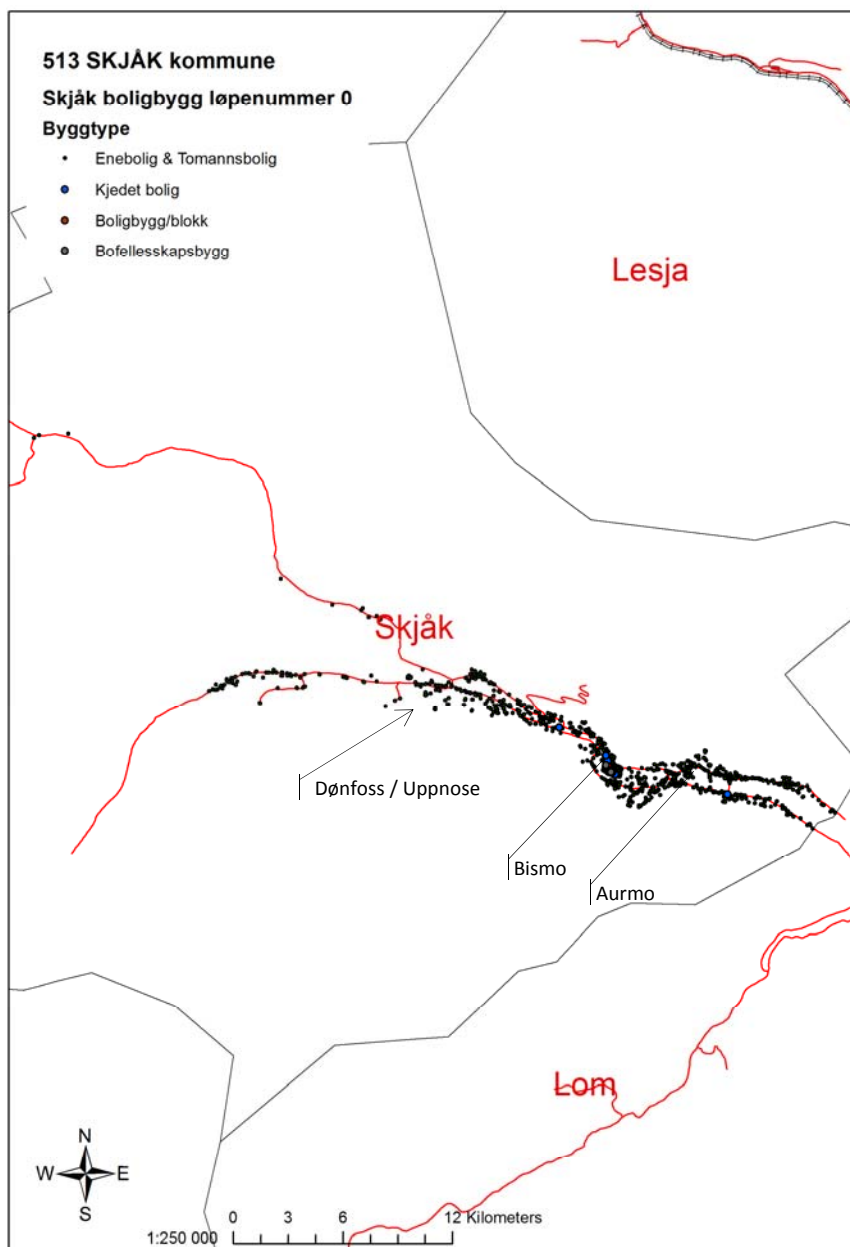 513 SKJÅK kommune
Skjåk boligbygg løpenummer 0
Byggtype
Enebolig & Tomannsbolig
Kjedet bolig
Boligbygg/blokk
Bofellesskapsbygg
Lesja
Skjåk
Dønfoss / Uppnose
Bismo
Aurmo
Lom
N
W E
S
0 3 6 12 Kilometers
1:250 000